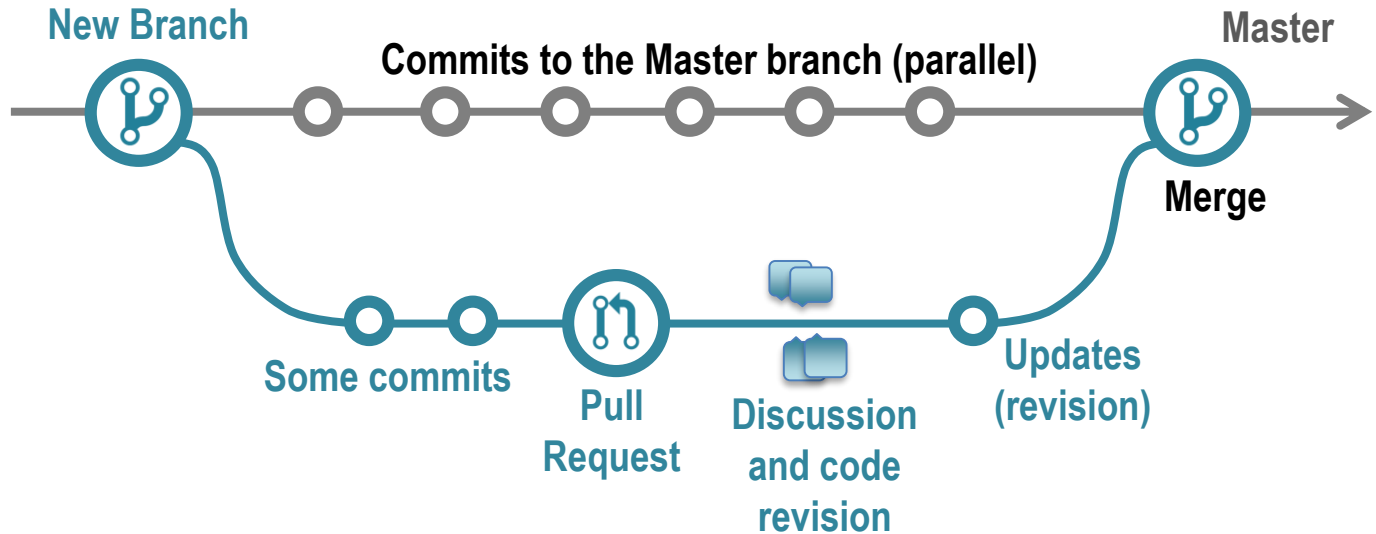 New Branch
Commits to the Master branch (parallel)
Master
Merge
Some commits
Pull
Request
Discussion
and code
revision
Updates
(revision)